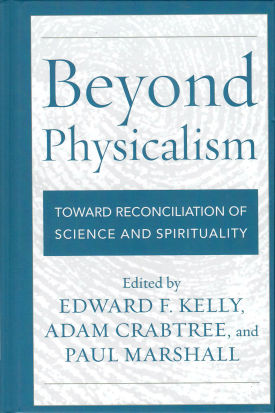 Beyond
Physicalism
TOWARD RECONCILIATION OF
SCIENCE AND SPIRITUALITY
Edited by
EDWARD F. KELLY,
ADAM CRABTREE, and
PAUL MARSHALL